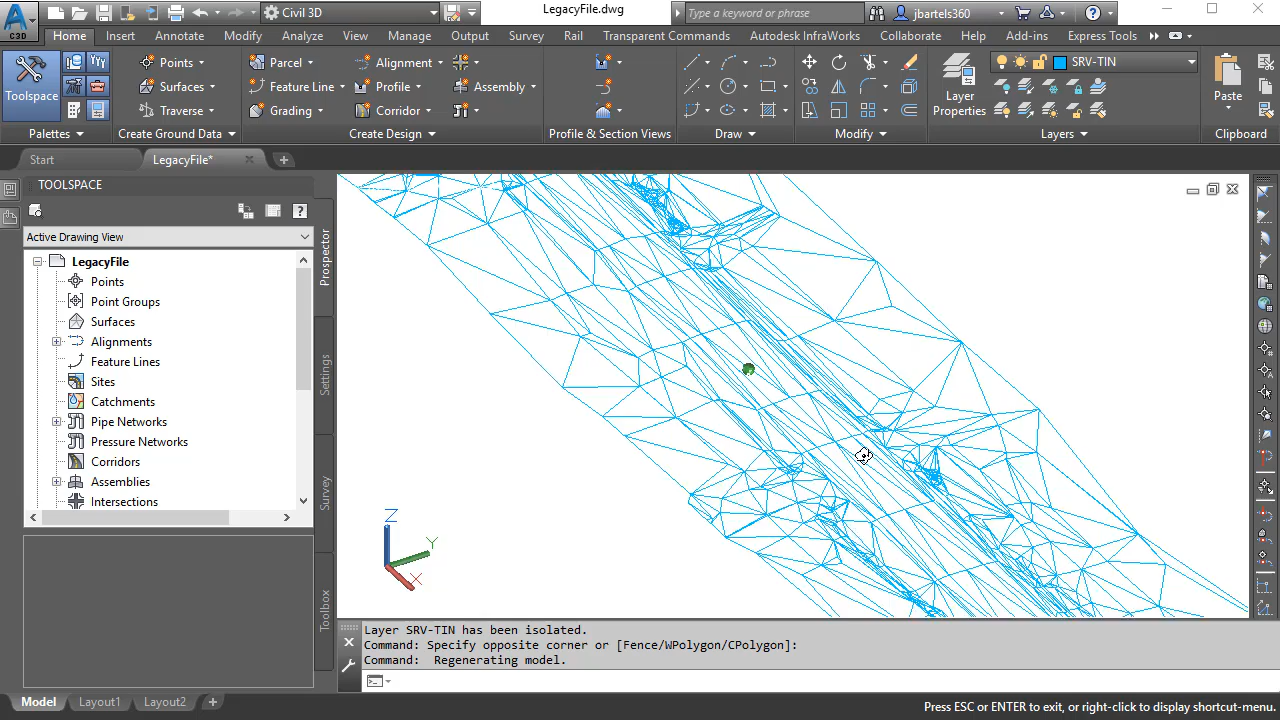 Civil 3D
LegacyFile.dwg
Type a keyword or phrase
jbartels360
C3D
Home
Insert
Annotate
Modify
Analyze
View
Manage
Output
Survey
Rail
Transparent Commands
Autodesk InfraWorks
Collaborate
Help
Add-ins
Express Tools
Toolspace
Points
Surfaces
Traverse
Parcel
Feature Line
Grading
Alignment
Profile
Corridor
Assembly
Layer
Properties
SRV-TIN
Paste
Palettes
Create Ground Data
Create Design
Profile & Section Views
Draw
Modify
Layers
Clipboard
Start
LegacyFile*
TOOLSPACE
Active Drawing View
LegacyFile
Points
Point Groups
Surfaces
Alignments
Feature Lines
Sites
Catchments
Pipe Networks
Pressure Networks
Corridors
Assemblies
Intersections
Prospector
Settings
Survey
Toolbox
Z
Y
X
Layer SRV-TIN has been isolated.
Command: Specify opposite corner or [Fence/WPolygon/CPolygon]:
Command:  Regenerating model.
Model
Layout1
Layout2
Press ESC or ENTER to exit, or right-click to display shortcut-menu.